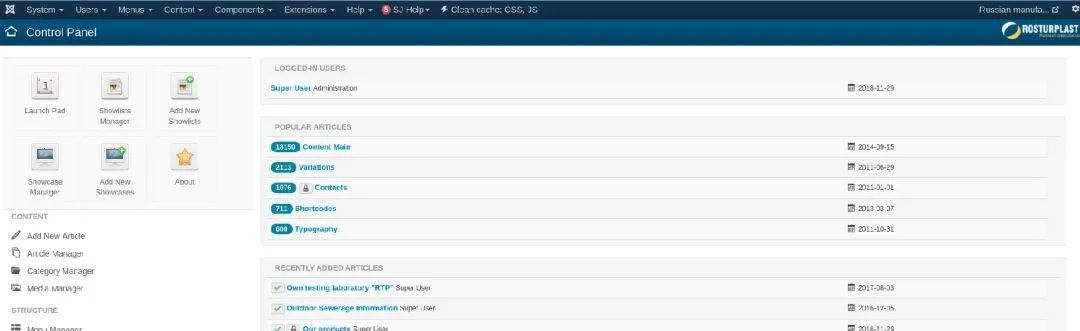 System Users Menus Content Components Extensions Help S SJ Help Clean cache: CSS, JS Russian manufa...
Control Panel ROSTURPLAST
LOGGED-IN USERS
Super User Administration 2018-11-29
Launch Pad
Showlists Manager
Add New Showlists
Showcase Manager
Add New Showcases
About
POPULAR ARTICLES
18150 Content Main 2014-09-15
2113 Variations 2011-06-29
1076 Contacts 2011-01-01
711 Shortcodes 2013-03-07
600 Typography 2011-10-31
CONTENT
Add New Article
Article Manager
Category Manager
Media Manager
STRUCTURE
Menu Manager
RECENTLY ADDED ARTICLES
Own testing laboratory "RTP" Super User 2017-08-03
Outdoor Sewerage Information Super User 2016-12-05
Our products Super User 2016-11-29